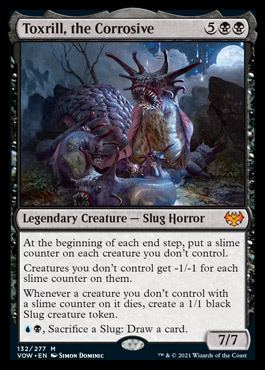 Toxrill, the Corrosive 5
Legendary Creature — Slug Horror
At the beginning of each end step, put a slime
counter on each creature you don't control.
Creatures you don't control get -1/-1 for each
slime counter on them.
Whenever a creature you don't control with
a slime counter on it dies, create a 1/1 black
Slug creature token.
, Sacrifice a Slug: Draw a card.
7/7
132/277 M
VOW • EN SIMON DOMINIC
™ & © 2021 Wizards of the Coast